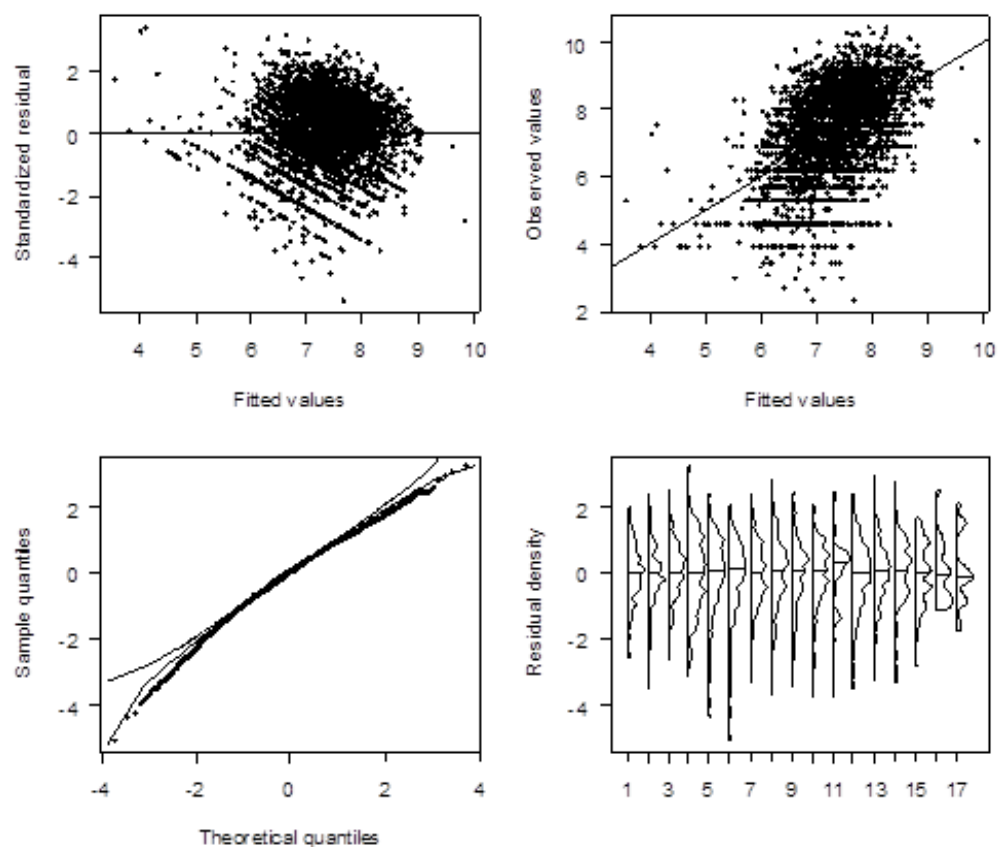 Standardized residual
2
0
-2
-4
4 5 6 7 8 9 10
Fitted values
Observed values
10
8
6
4
2
4 5 6 7 8 9 10
Fitted values
Sample quantiles
2
0
-2
-4
-4 -2 0 2 4
Theoretical quantiles
Residual density
2
0
-2
-4
1 3 5 7 9 11 13 15 17